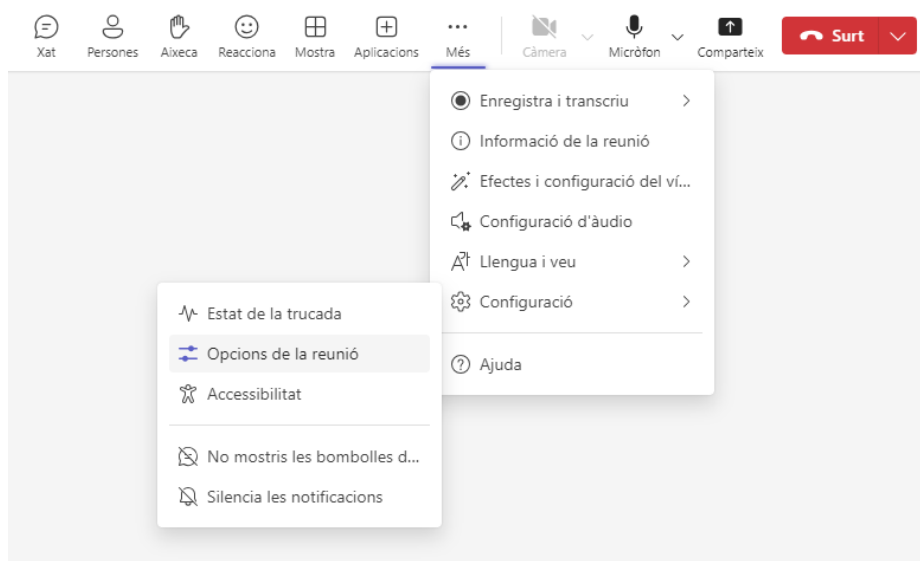 Xat
Persones
Aixeca
Reacciona
Mostra
Aplicacions
Més
Càmera
Micròfon
Comparteix
Surt
Enregistra i transcriu
Informació de la reunió
Efectes i configuració del ví...
Configuració d'àudio
Llengua i veu
Configuració
Ajuda
Estat de la trucada
Opcions de la reunió
Accessibilitat
No mostris les bombolles d...
Silencia les notificacions